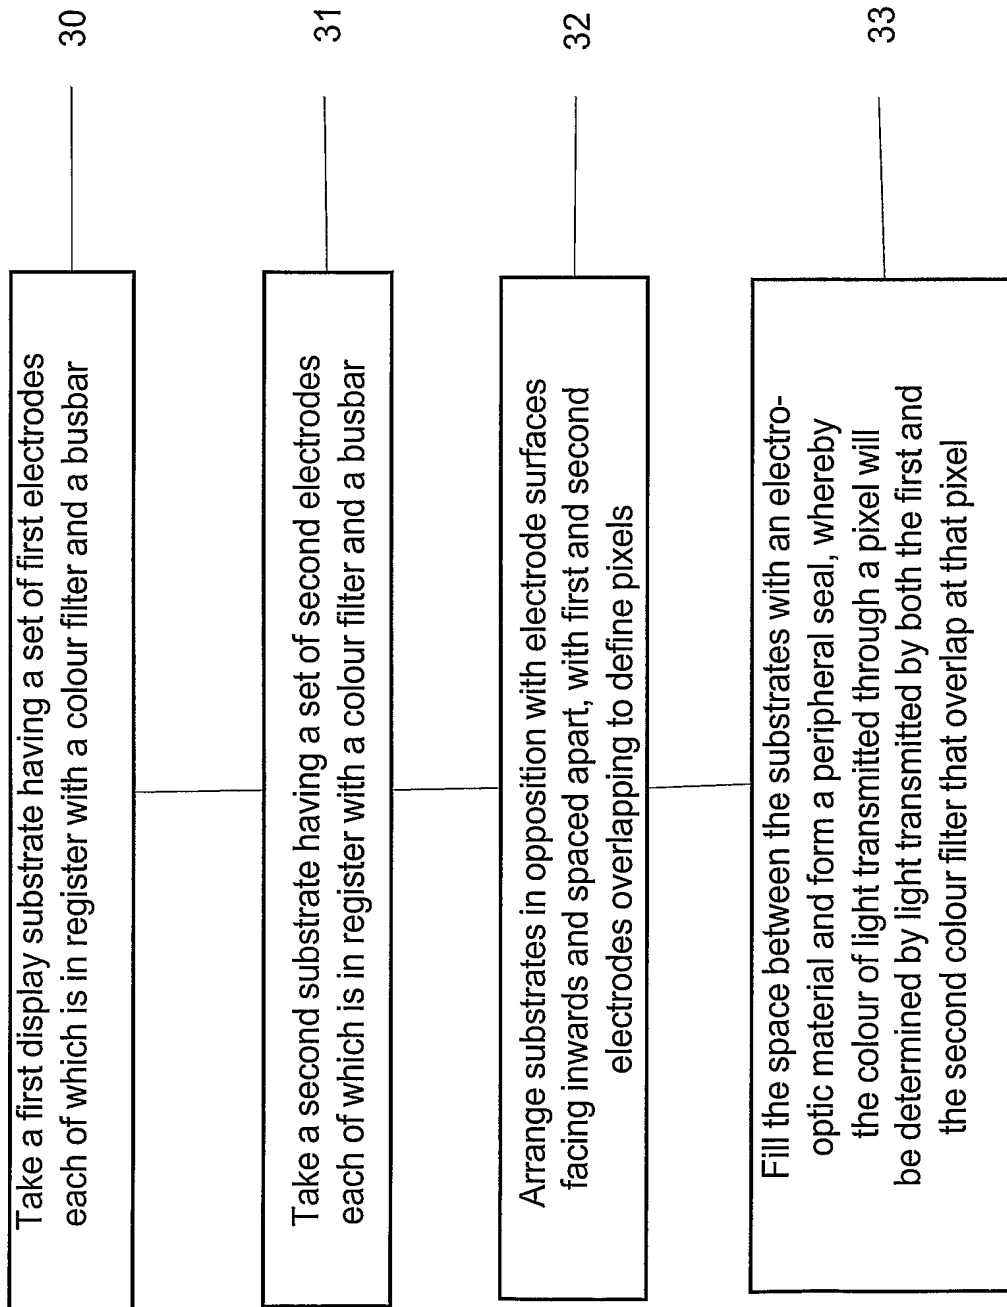 Take a first display substrate having a set of first electrodes
each of which is in register with a colour filter and a busbar
30
Take a second substrate having a set of second electrodes
each of which is in register with a colour filter and a busbar
31
Arrange substrates in opposition with electrode surfaces
facing inwards and spaced apart, with first and second
electrodes overlapping to define pixels
32
Fill the space between the substrates with an electro-
optic material and form a peripheral seal, whereby
the colour of light transmitted through a pixel will
be determined by light transmitted by both the first and
the second colour filter that overlap at that pixel
33